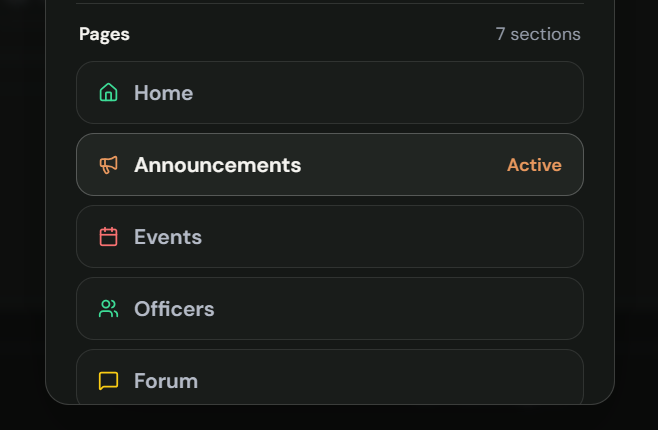 Pages 7 sections
Home
Announcements Active
Events
Officers
Forum